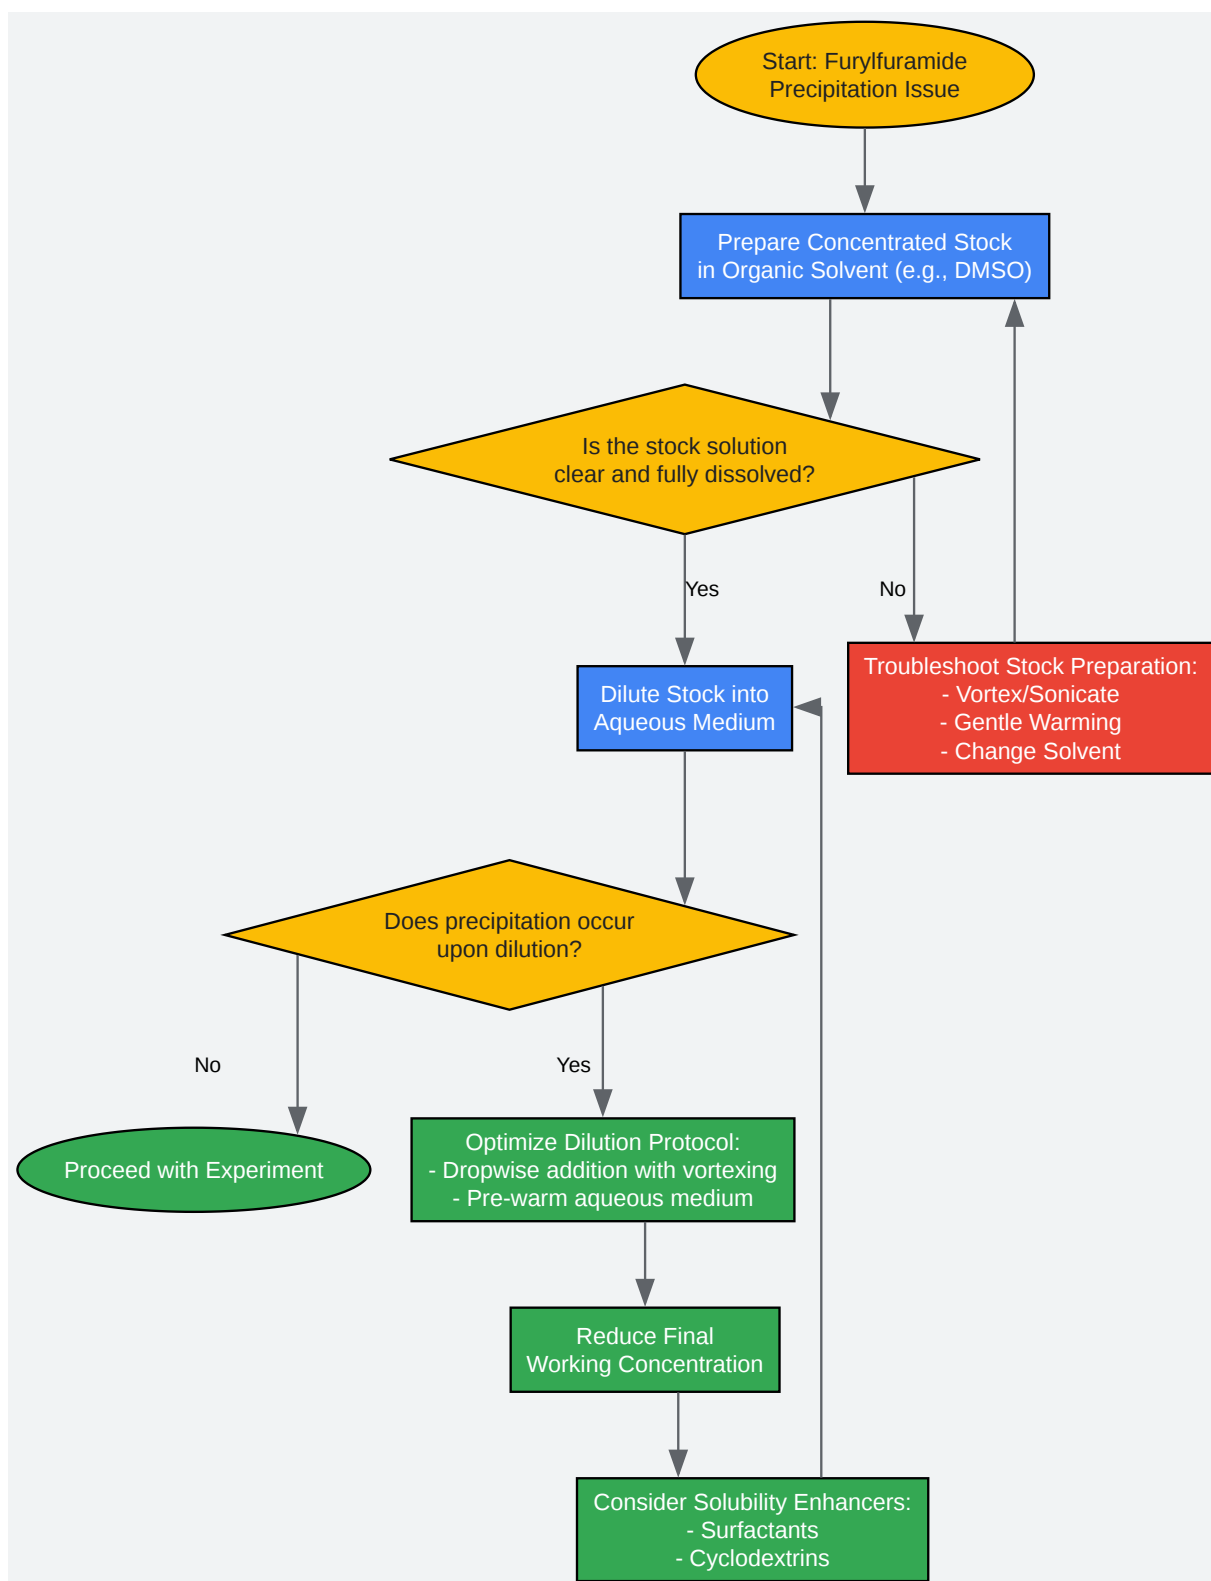 Start: Furylfuramide
Precipitation Issue
Prepare Concentrated Stock
in Organic Solvent (e.g., DMSO)
Is the stock solution
clear and fully dissolved?
Yes
No
Troubleshoot Stock Preparation:
- Vortex/Sonicate
- Gentle Warming
- Change Solvent
Dilute Stock into
Aqueous Medium
Does precipitation occur
upon dilution?
No
Yes
Proceed with Experiment
Optimize Dilution Protocol:
- Dropwise addition with vortexing
- Pre-warm aqueous medium
Reduce Final
Working Concentration
Consider Solubility Enhancers:
- Surfactants
- Cyclodextrins